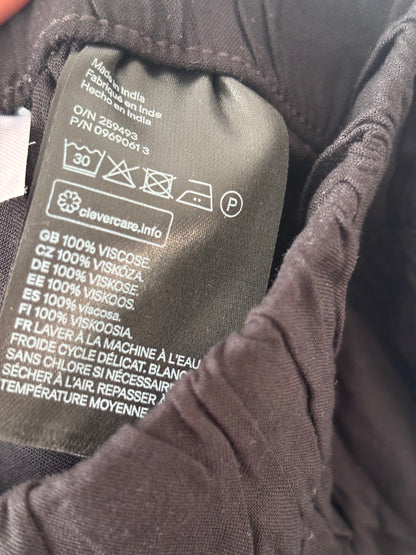 Made in India
Fabriqué en Inde
Hecho en India
O/N 259493
P/N 0969061 3
30
P
clevercare.info
GB 100% VISCOSE
CZ 100% VISKÓZA
DE 100% VISKOSE
EE 100% VISKOOS.
ES 100% viscosa.
FI 100% VISKOOSIA
FR LAVER À LA MACHINE À L'EAU
FROIDE CYCLE DÉLICAT, BLANC
SANS CHLORE SI NÉCESSAIRE
SÉCHER À L'AIR. REPASSER À
TEMPÉRATURE MOYENNE